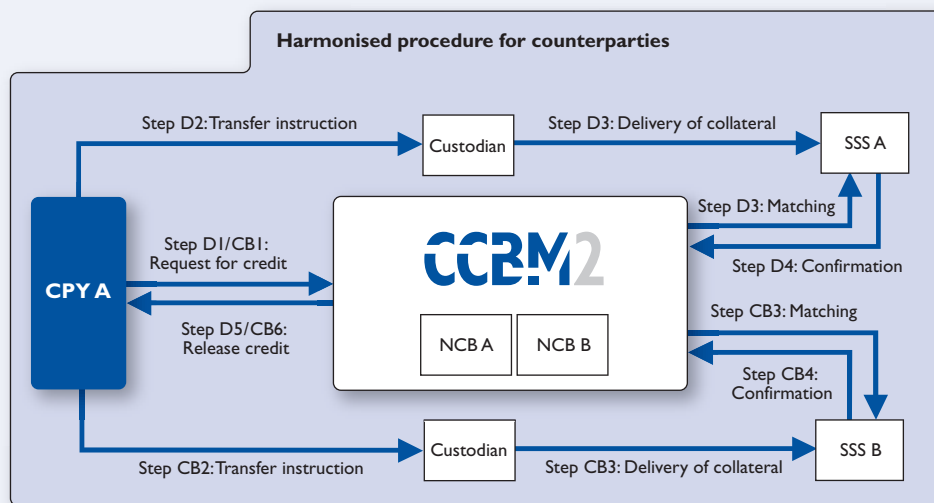 Harmonised procedure for counterparties
Step D2: Transfer instruction
Custodian
Step D3: Delivery of collateral
SSS A
Step D3: Matching
Step D4: Confirmation
CPY A
Step D1/CB1:
Request for credit
Step D5/CB6:
Release credit
CCBM2
NCB A
NCB B
Step CB3: Matching
Step CB4:
Confirmation
Step CB2: Transfer instruction
Custodian
Step CB3: Delivery of collateral
SSS B